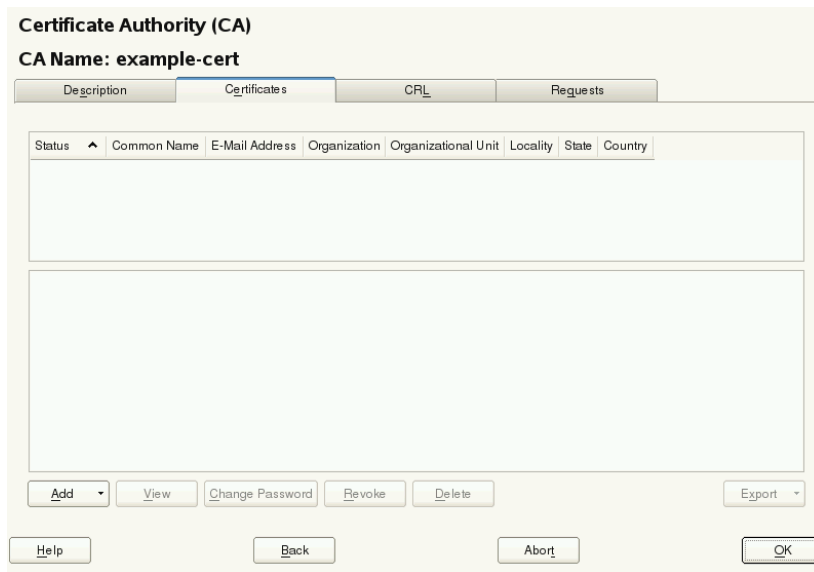 Certificate Authority (CA)
CA Name: example-cert
Description Certificates CRL Requests
Status Common Name E-Mail Address Organization Organizational Unit Locality State Country
Add View Change Password Revoke Delete Export
Help Back Abort OK